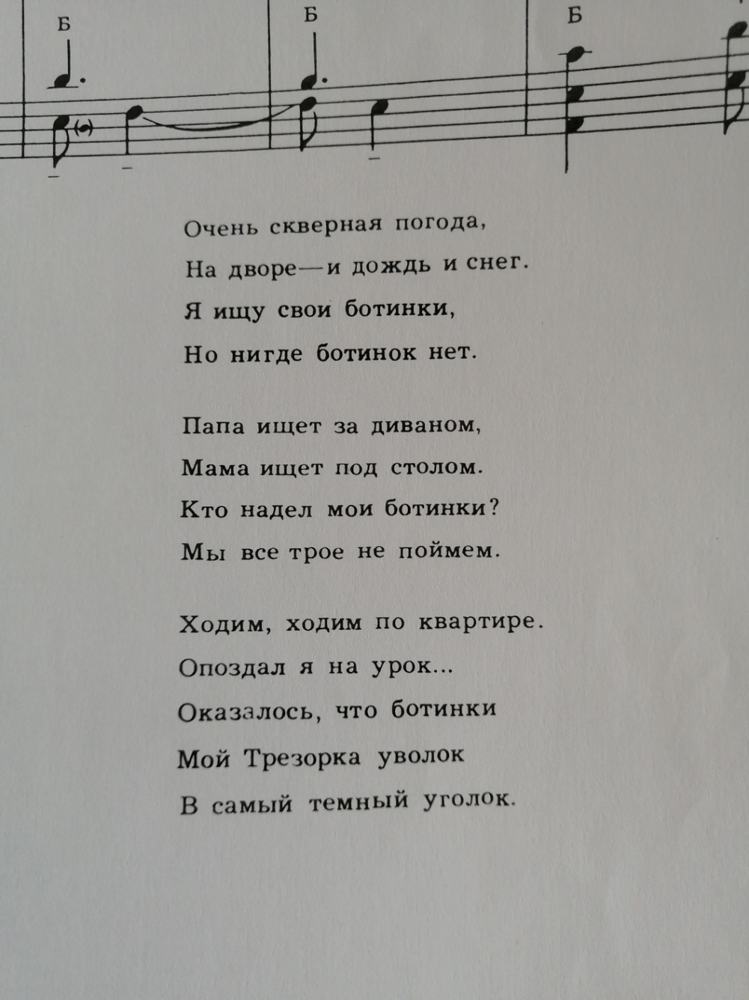 Б Б Б
Очень скверная погода,
На дворе—и дождь и снег.
Я ищу свои ботинки,
Но нигде ботинок нет.
Папа ищет за диваном,
Мама ищет под столом.
Кто надел мои ботинки?
Мы все трое не поймем.
Ходим, ходим по квартире.
Опоздал я на урок...
Оказалось, что ботинки
Мой Трезорка уволок
В самый темный уголок.